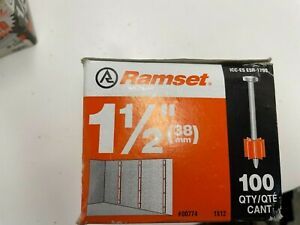 Ramset
ICC-ES ESR-1799
1 1/2" (38 mm)
100
QTY/QTÉ
CANT
#00774
1512